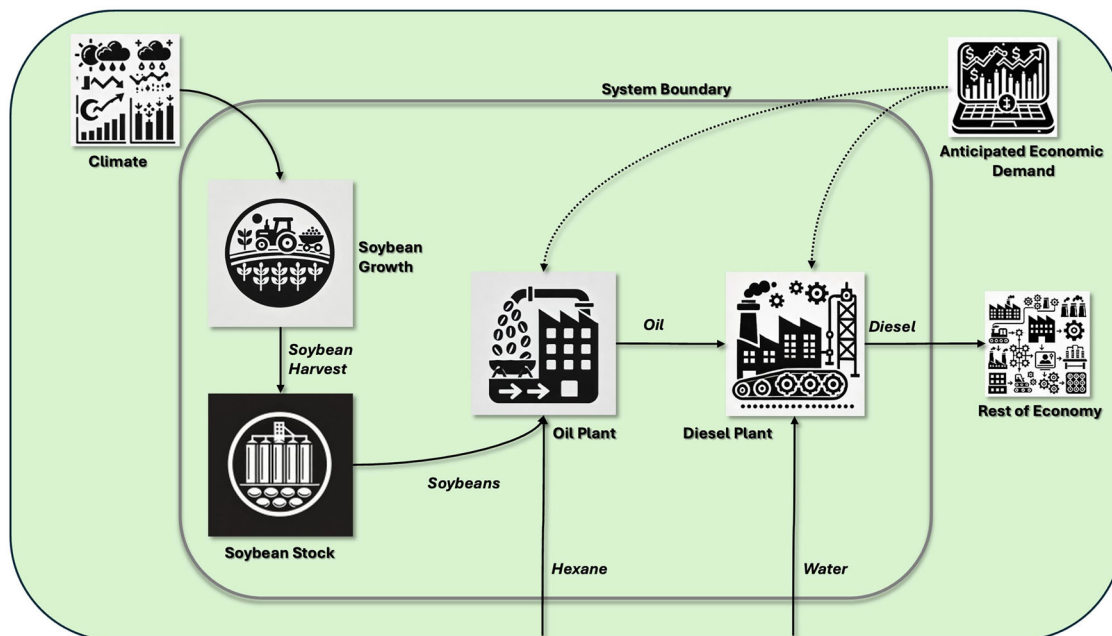 System Boundary
Climate
Anticipated Economic
Demand
Soybean
Growth
Soybean
Harvest
Oil
Diesel
Oil Plant
Diesel Plant
Rest of Economy
Soybeans
Soybean Stock
Hexane
Water